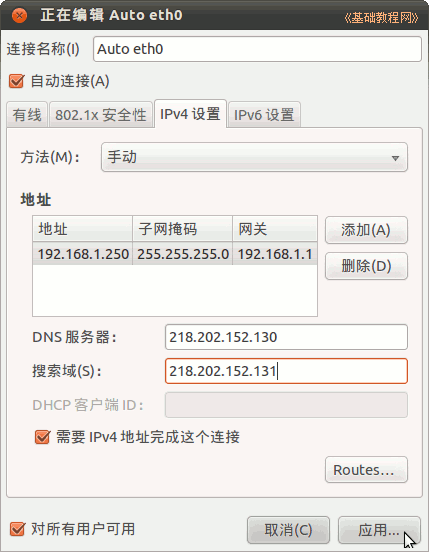 正在编辑 Auto eth0
《基础教程网》
连接名称(I) Auto eth0
自动连接(A)
有线 802.1x 安全性 IPv4 设置 IPv6 设置
方法(M): 手动
地址
地址 子网掩码 网关
添加(A)
192.168.1.250 255.255.255.0 192.168.1.1
删除(D)
DNS 服务器: 218.202.152.130
搜索域(S): 218.202.152.131
DHCP 客户端 ID:
需要 IPv4 地址完成这个连接
Routes…
对所有用户可用 取消(C) 应用...